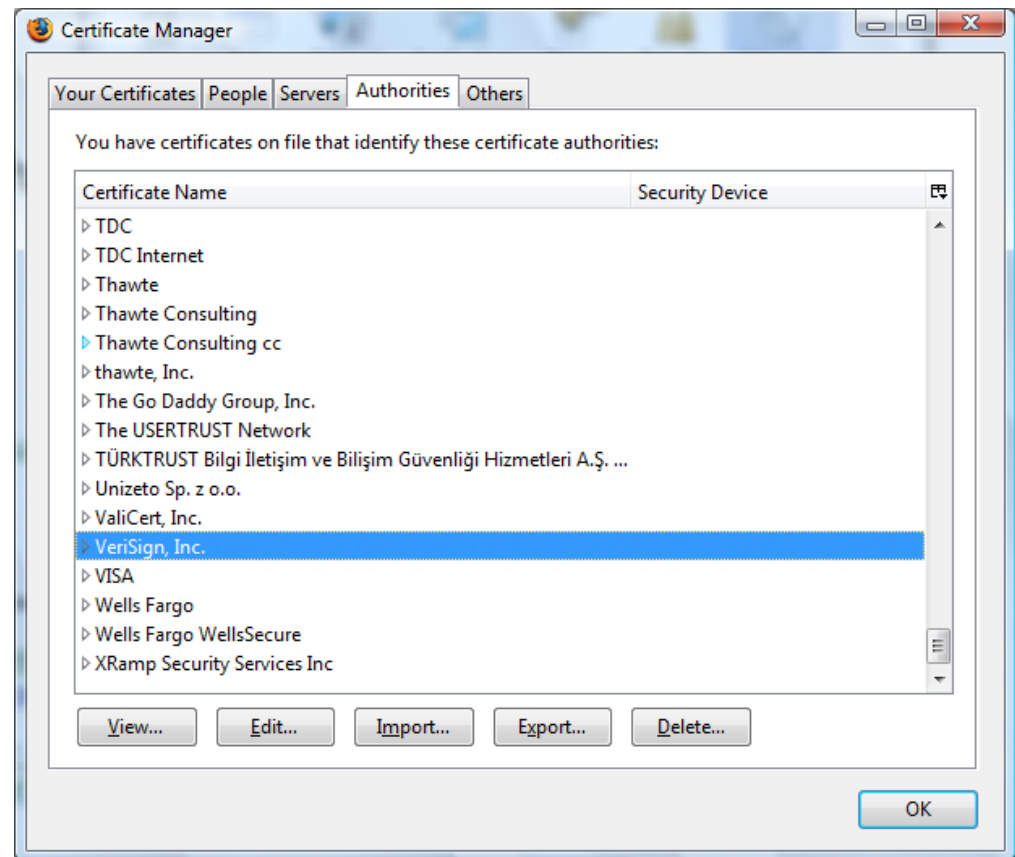 Certificate Manager
Your Certificates People Servers Authorities Others
You have certificates on file that identify these certificate authorities:
Certificate Name Security Device
TDC
TDC Internet
Thawte
Thawte Consulting
Thawte Consulting cc
thawte, Inc.
The Go Daddy Group, Inc.
The USERTRUST Network
TÜRKTRUST Bilgi İletişim ve Bilişim Güvenliği Hizmetleri A.Ş. ...
Unizeto Sp. z o.o.
ValiCert, Inc.
VeriSign, Inc.
VISA
Wells Fargo
Wells Fargo WellsSecure
XRamp Security Services Inc
View... Edit... Import... Export... Delete...
OK